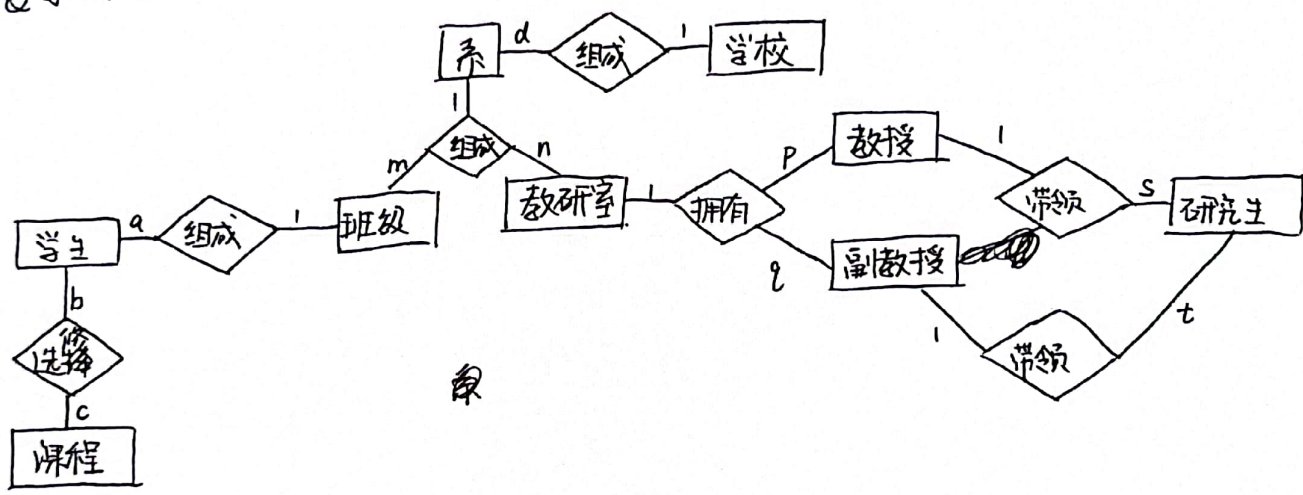 系 d 组成 1 学校
1
m 组成 n
教授 1
p
学生 a 组成 1 班级
教研室 1 拥有
带领 s 研究生
q 副教授
b
选修
1 带领 t
c
课程